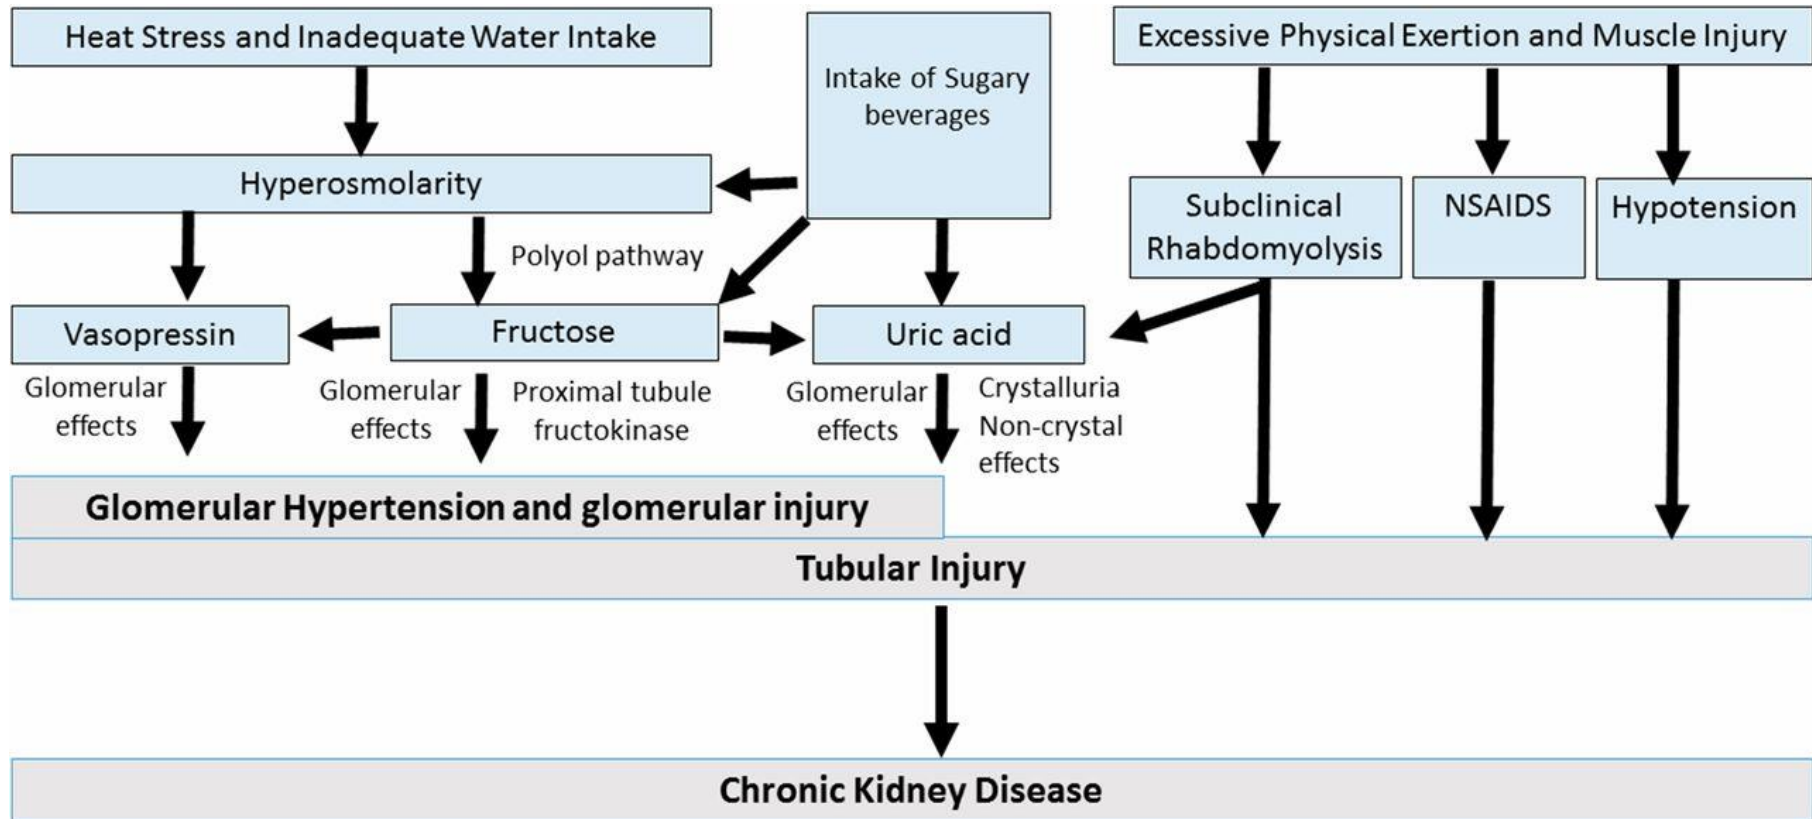 Heat Stress and Inadequate Water Intake
Intake of Sugary
beverages
Excessive Physical Exertion and Muscle Injury
Hyperosmolarity
Subclinical
Rhabdomyolysis
NSAIDS
Hypotension
Polyol pathway
Vasopressin
Fructose
Uric acid
Glomerular
effects
Glomerular
effects
Proximal tubule
fructokinase
Glomerular
effects
Crystalluria
Non-crystal
effects
Glomerular Hypertension and glomerular injury
Tubular Injury
Chronic Kidney Disease